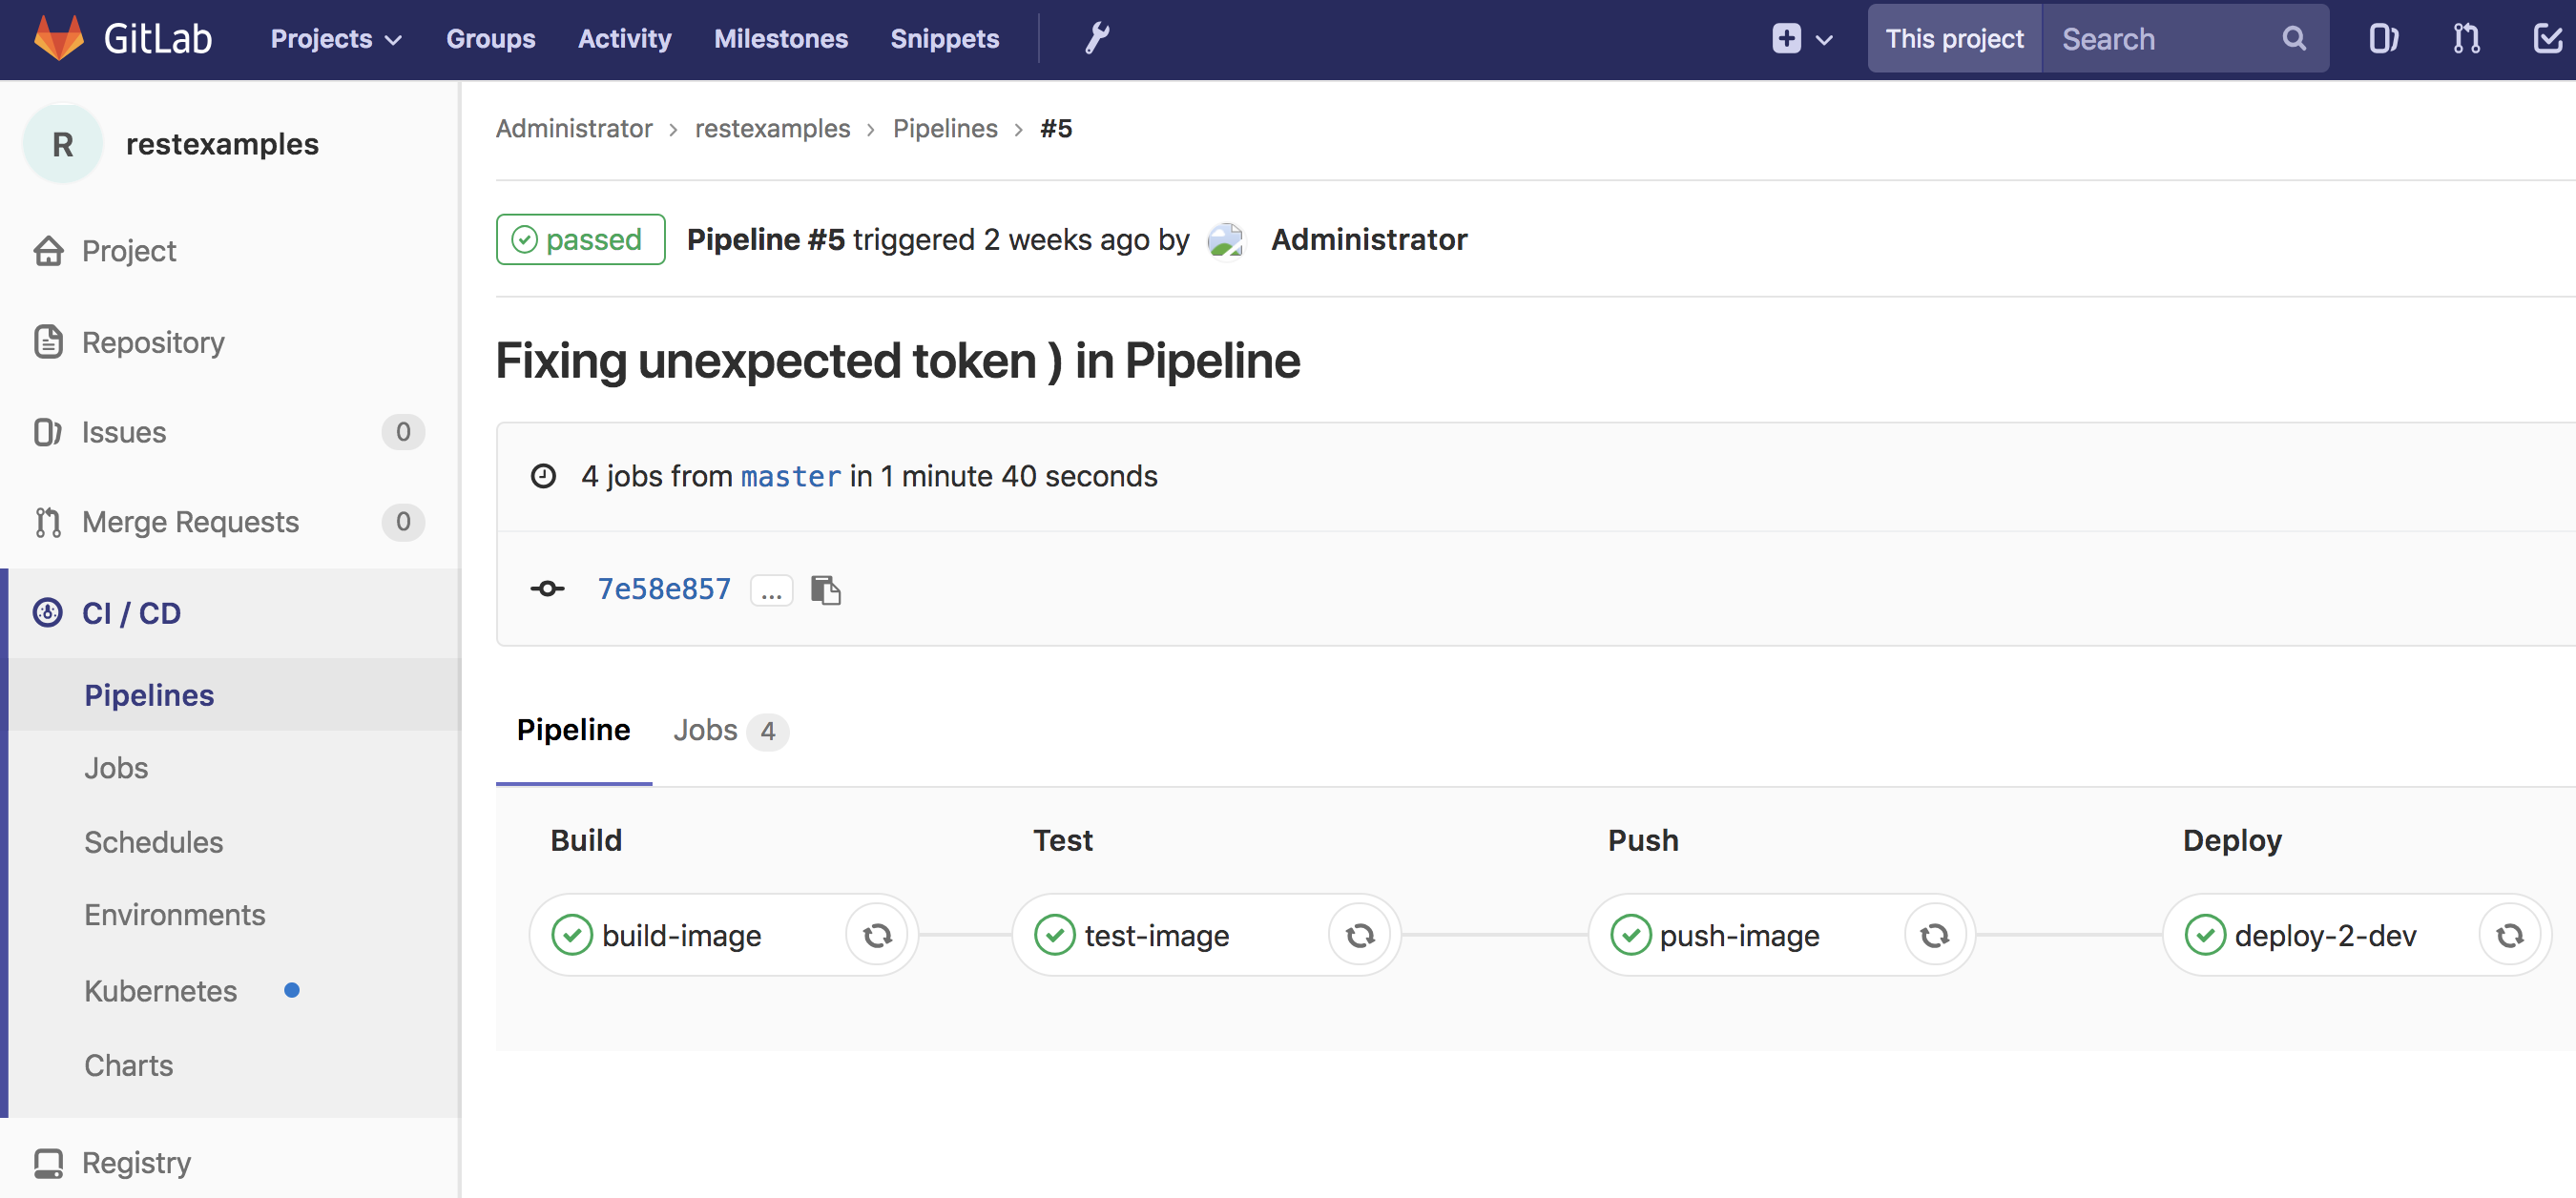 GitLab Projects Groups Activity Milestones Snippets This project Search
R restexamples
Administrator › restexamples › Pipelines › #5
passed Pipeline #5 triggered 2 weeks ago by Administrator
Project
Repository
Issues 0
Merge Requests 0
CI / CD
Pipelines
Jobs
Schedules
Environments
Kubernetes
Charts
Registry
Fixing unexpected token ) in Pipeline
4 jobs from master in 1 minute 40 seconds
7e58e857 ...
Pipeline Jobs 4
Build Test Push Deploy
build-image test-image push-image deploy-2-dev